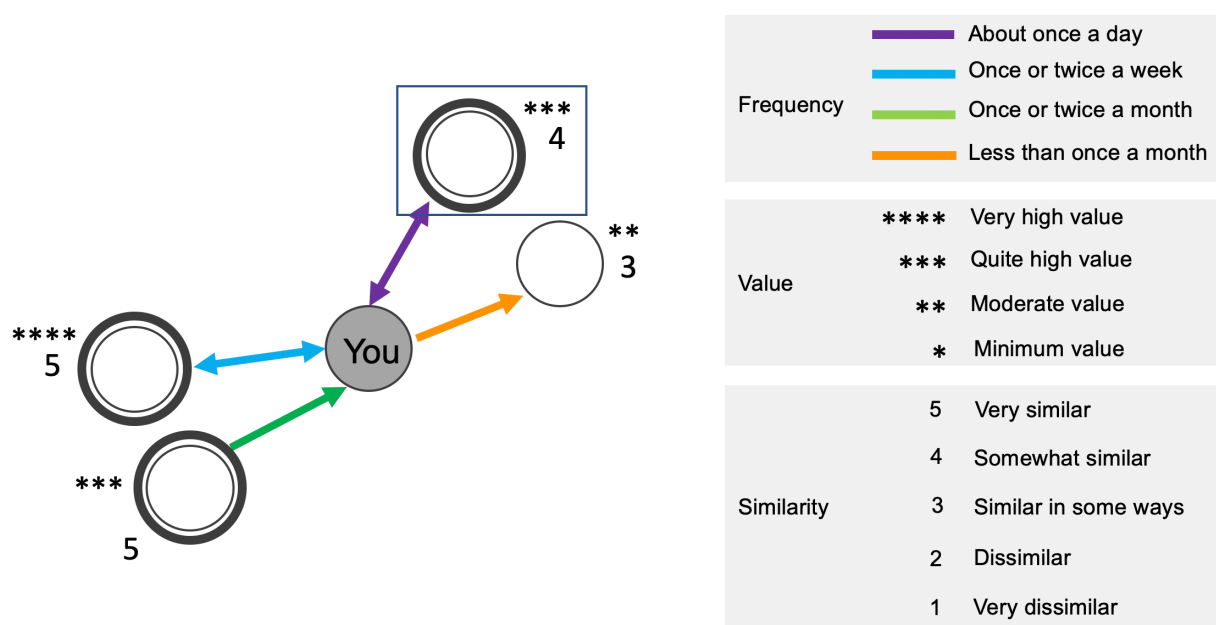 ***
4
**
3
****
5
You
***
5
Frequency
About once a day
Once or twice a week
Once or twice a month
Less than once a month
Value
**** Very high value
*** Quite high value
** Moderate value
* Minimum value
Similarity
5 Very similar
4 Somewhat similar
3 Similar in some ways
2 Dissimilar
1 Very dissimilar